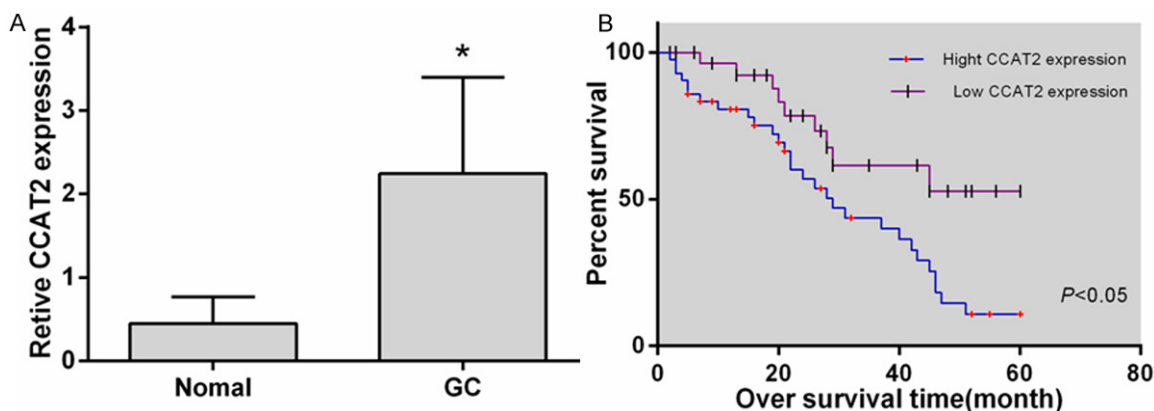 A
Retive CCAT2 expression
4
3
2
1
0
*
Nomal
GC
B
Percent survival
100
50
0
Hight CCAT2 expression
Low CCAT2 expression
P<0.05
0
20
40
60
80
Over survival time(month)